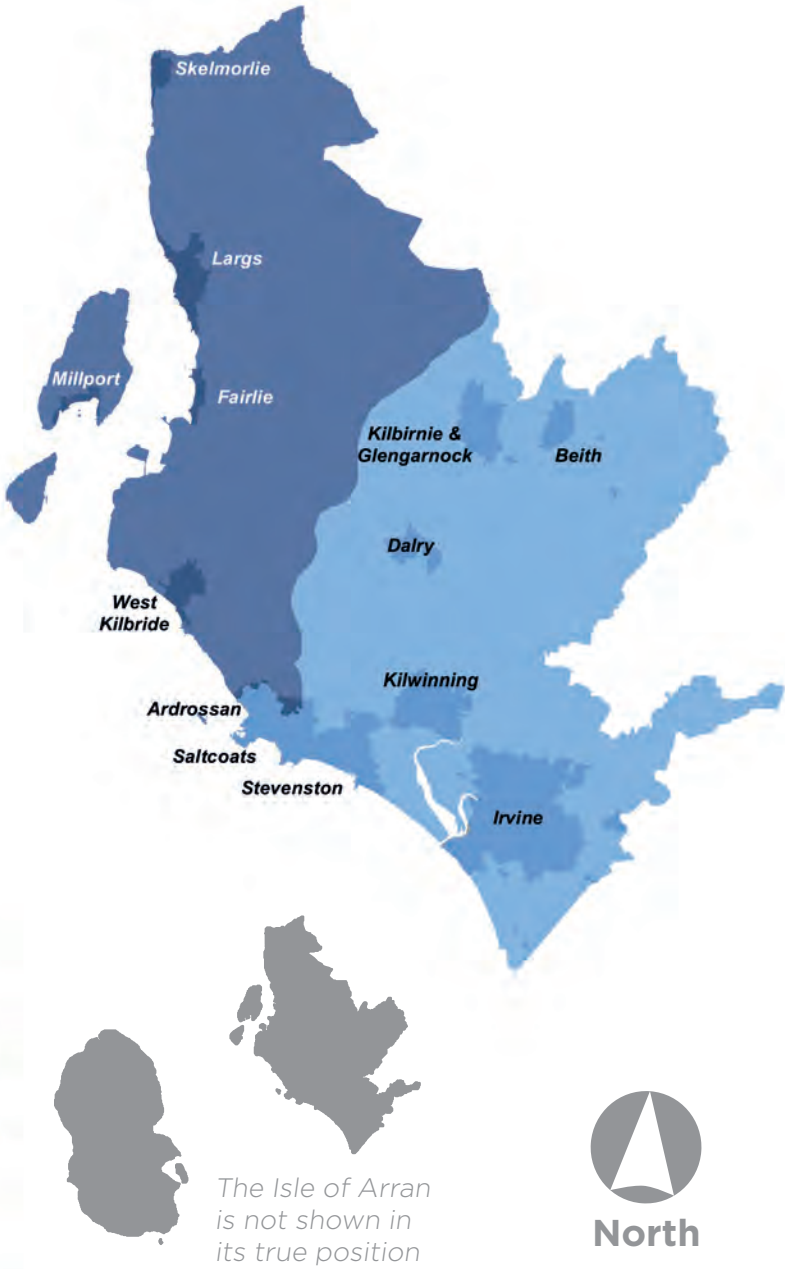 Skelmorlie
Largs
Millport
Fairlie
Kilbirnie &
Glengarnock
Beith
Dalry
West
Kilbride
Kilwinning
Ardrossan
Saltcoats
Stevenston
Irvine
The Isle of Arran
is not shown in
its true position
North